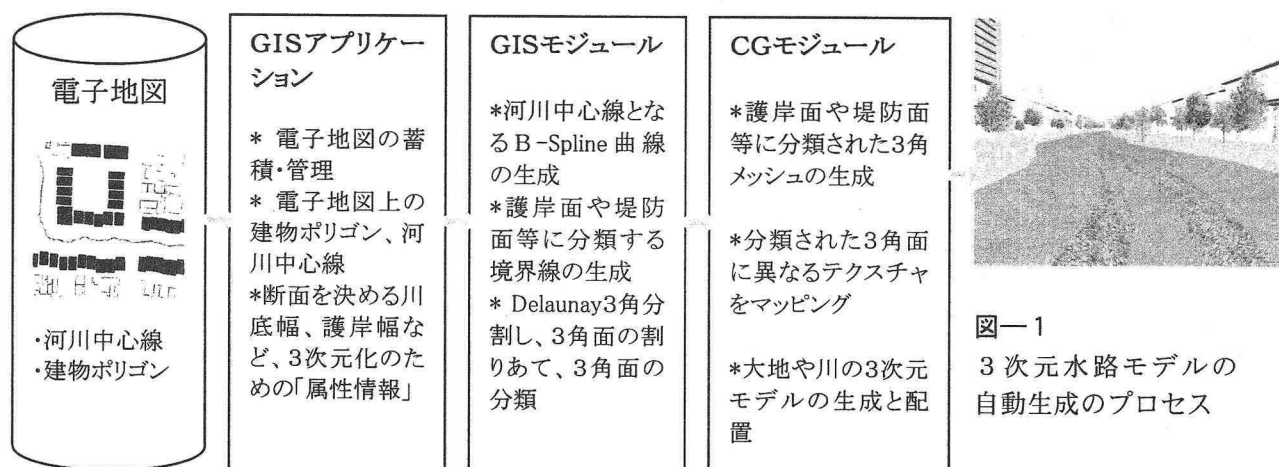 電子地図
・河川中心線
・建物ポリゴン
GISアプリケー
ション
* 電子地図の蓄
積・管理
* 電子地図上の
建物ポリゴン、河
川中心線
*断面を決める川
底幅、護岸幅な
ど、3次元化のた
めの「属性情報」
GISモジュール
*河川中心線とな
るB-Spline曲線
の生成
*護岸面や堤防
面等に分類する
境界線の生成
* Delaunay3角分
割し、3角面の割
りあて、3角面の
分類
CGモジュール
*護岸面や堤防面
等に分類された3角
メッシュの生成
*分類された3角面
に異なるテクスチャ
をマッピング
*大地や川の3次元
モデルの生成と配
置
図―1
3次元水路モデルの
自動生成のプロセス